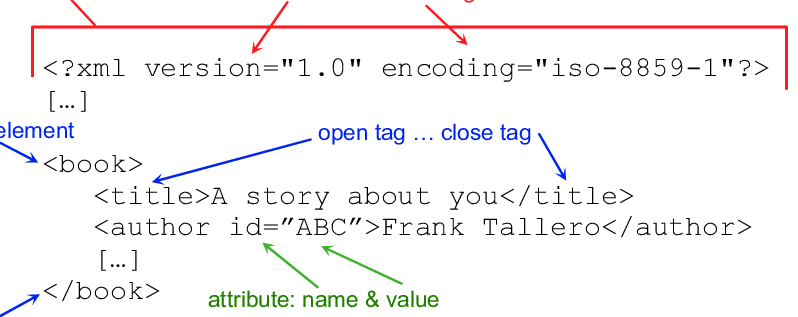 <?xml version="1.0" encoding="iso-8859-1"?>
[…]
element
open tag … close tag
<book>
<title>A story about you</title>
<author id=”ABC”>Frank Tallero</author>
[…]
</book>
attribute: name & value